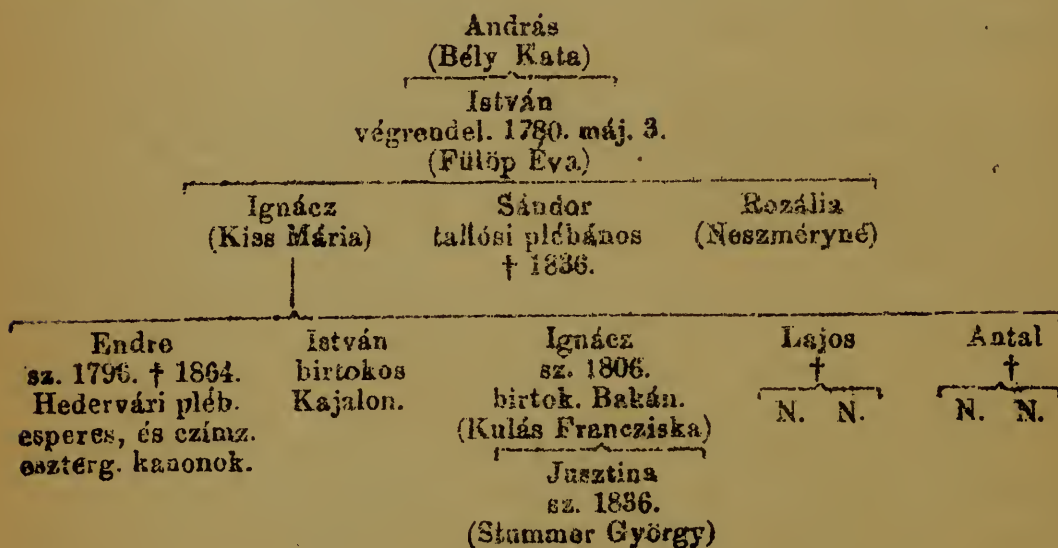 András
(Bély Kata)
István
végrendel. 1780. máj. 3.
(Fülöp Éva)
Ignácz Sándor Rozália
(Kiss Mária) tallósi plébános (Neszméryné)
† 1836.
Endre István Ignácz Lajos Antal
sz. 1796. † 1864. birtokos sz. 1806. † †
Hedervári pléb. Kajalon. birtok. Bakán. N. N. N. N.
esperes, és czímz. (Kulás Francziska)
eszterg. kanonok. Jusztina
sz. 1836.
(Stummer György)